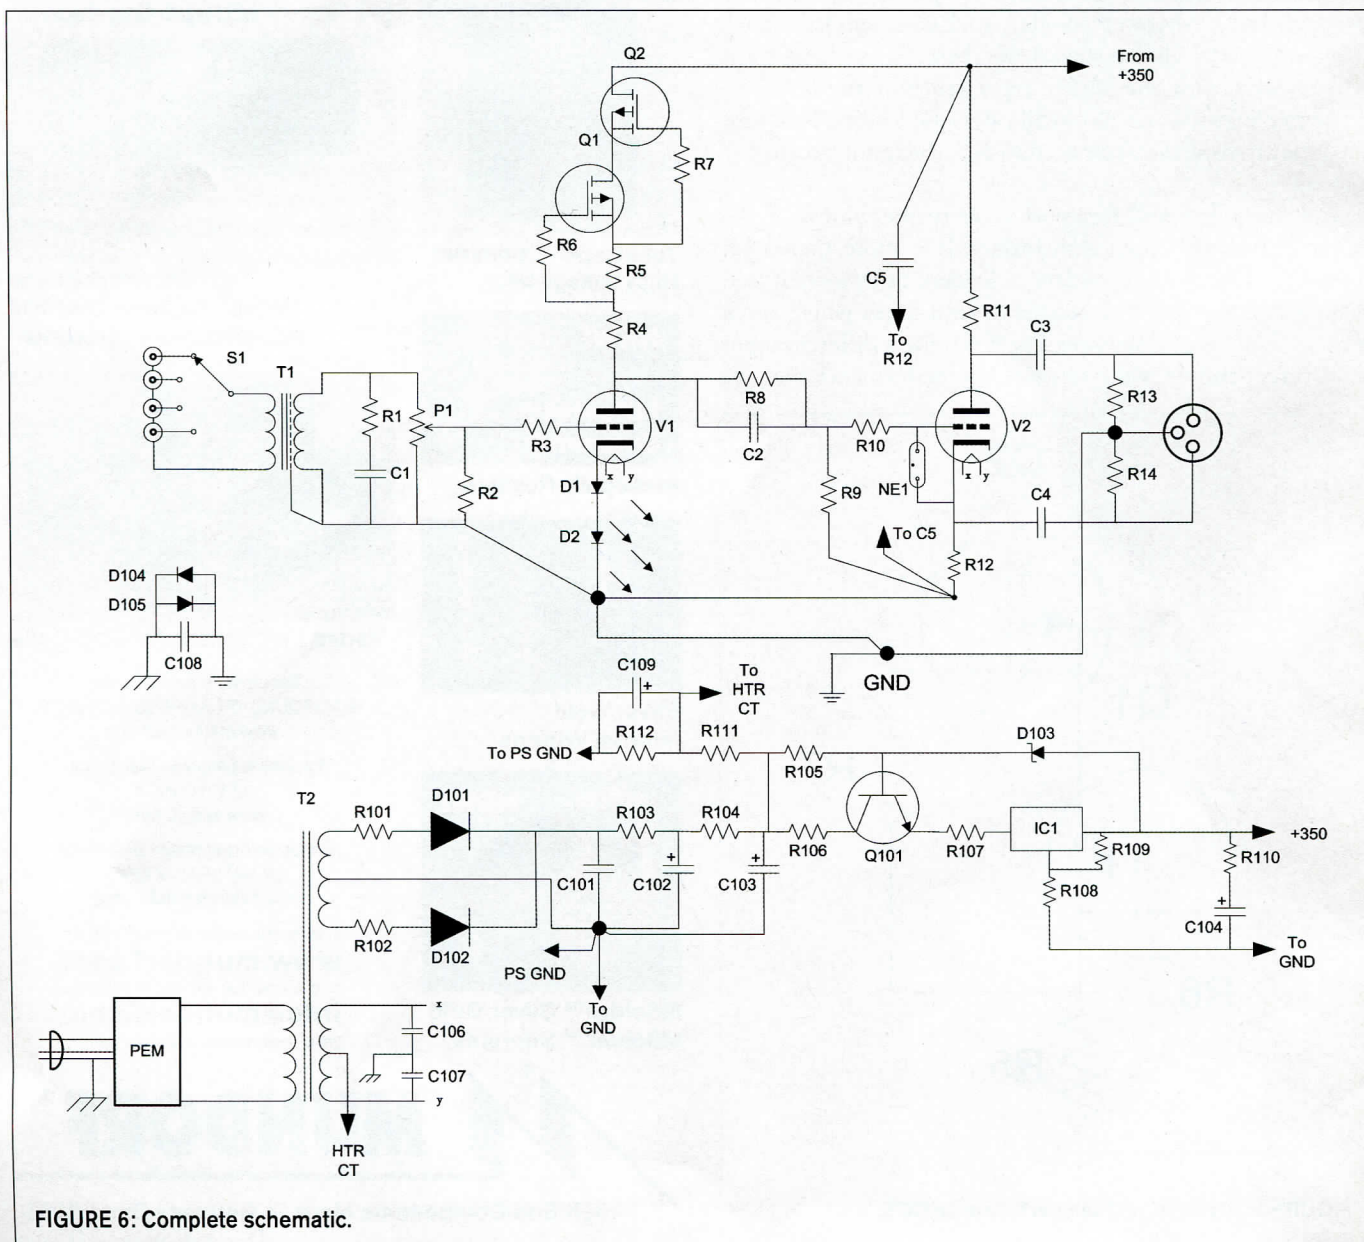 Q2
From
+350
Q1
R7
R6
R5
C5
R11
R4
C3
To
R12
S1
T1
R8
R13
R1
P1
V1
V2
R3
C2
R10
R14
C1
R2
D1
R9
NE1
C4
x
y
x
y
D2
To C5
R12
D104
D105
C108
C109
+
To
HTR
CT
GND
To PS GND
R112
R111
R105
D103
T2
R101
D101
R103
R104
R106
Q101
R107
IC1
R109
+350
R110
C101
+
C102
+
C103
R108
+
C104
R102
D102
PS GND
To
GND
To
GND
x
C106
PEM
C107
y
HTR
CT
FIGURE 6: Complete schematic.